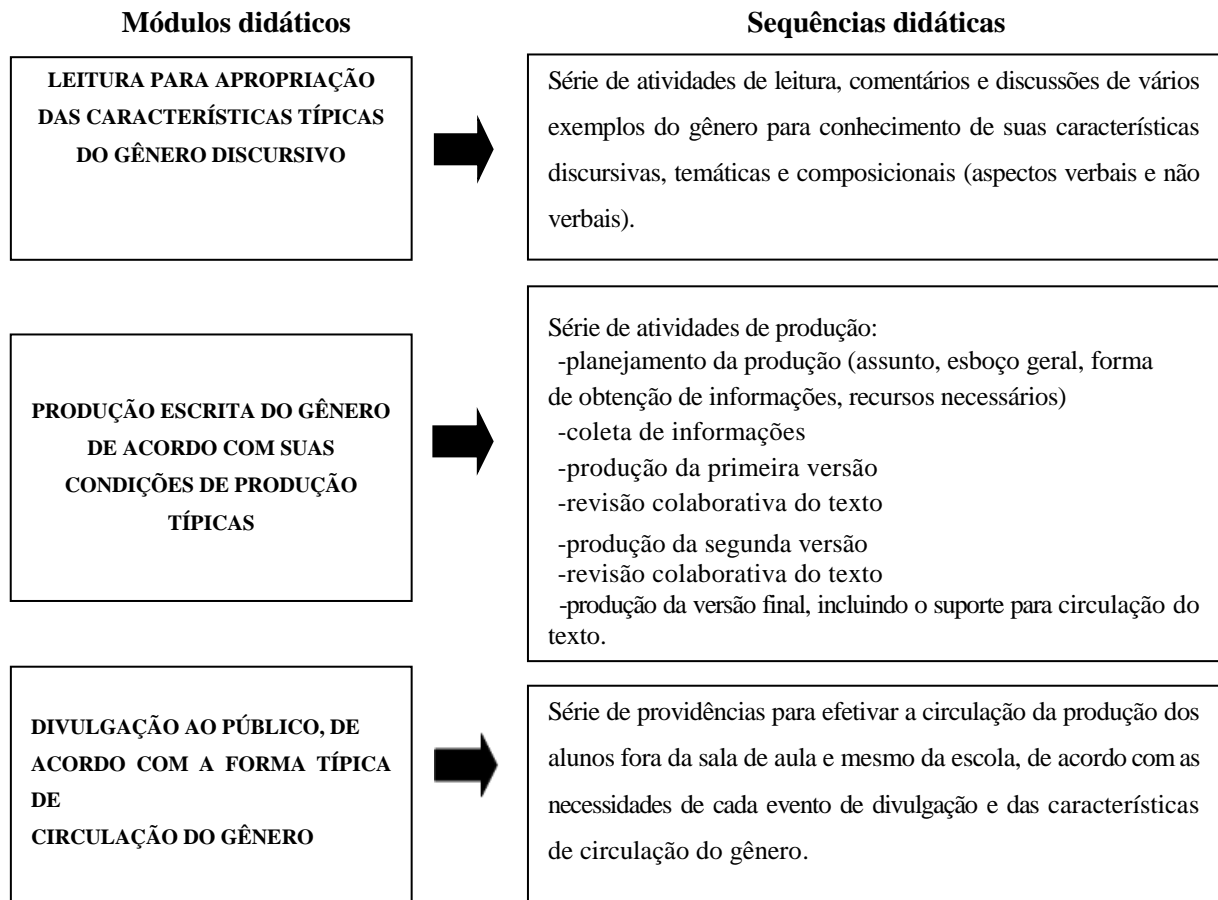 Módulos didáticos
Sequências didáticas
LEITURA PARA APROPRIAÇÃO
DAS CARACTERÍSTICAS TÍPICAS
DO GÊNERO DISCURSIVO
Série de atividades de leitura, comentários e discussões de vários
exemplos do gênero para conhecimento de suas características
discursivas, temáticas e composicionais (aspectos verbais e não
verbais).
PRODUÇÃO ESCRITA DO GÊNERO
DE ACORDO COM SUAS
CONDIÇÕES DE PRODUÇÃO
TÍPICAS
Série de atividades de produção:
-planejamento da produção (assunto, esboço geral, forma
de obtenção de informações, recursos necessários)
-coleta de informações
-produção da primeira versão
-revisão colaborativa do texto
-produção da segunda versão
-revisão colaborativa do texto
-produção da versão final, incluindo o suporte para circulação do
texto.
DIVULGAÇÃO AO PÚBLICO, DE
ACORDO COM A FORMA TÍPICA
DE
CIRCULAÇÃO DO GÊNERO
Série de providências para efetivar a circulação da produção dos
alunos fora da sala de aula e mesmo da escola, de acordo com as
necessidades de cada evento de divulgação e das características
de circulação do gênero.